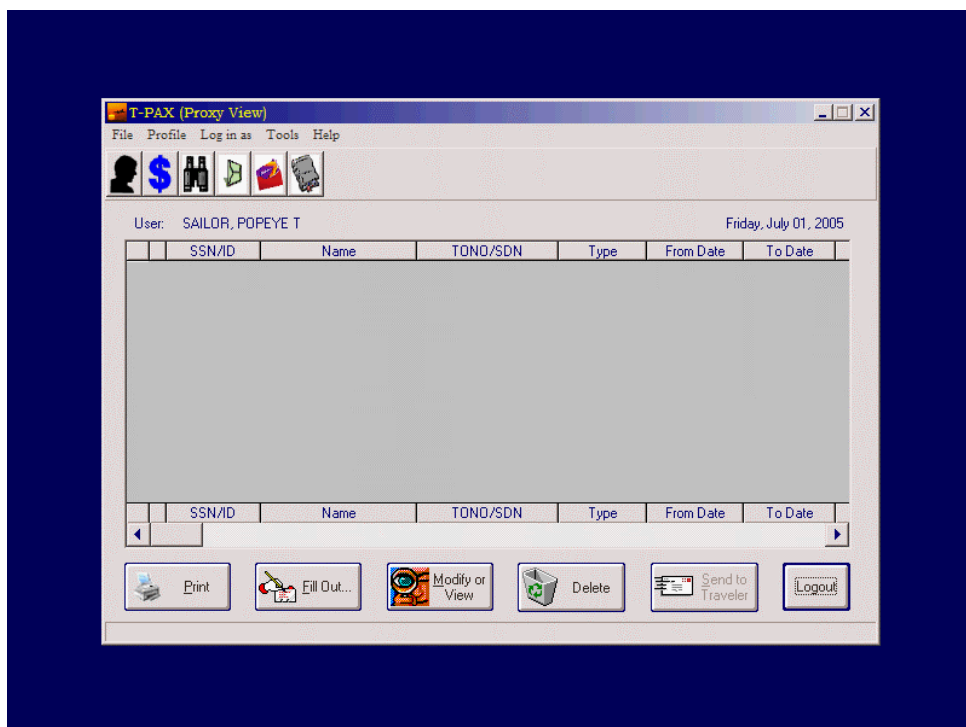 T-PAX (Proxy View)
File Profile Log in as Tools Help
User: SAILOR, POPEYE T Friday, July 01, 2005
SSN/ID Name TONO/SDN Type From Date To Date
SSN/ID Name TONO/SDN Type From Date To Date
Print Fill Out... Modify or View Delete Send to Traveler Logout